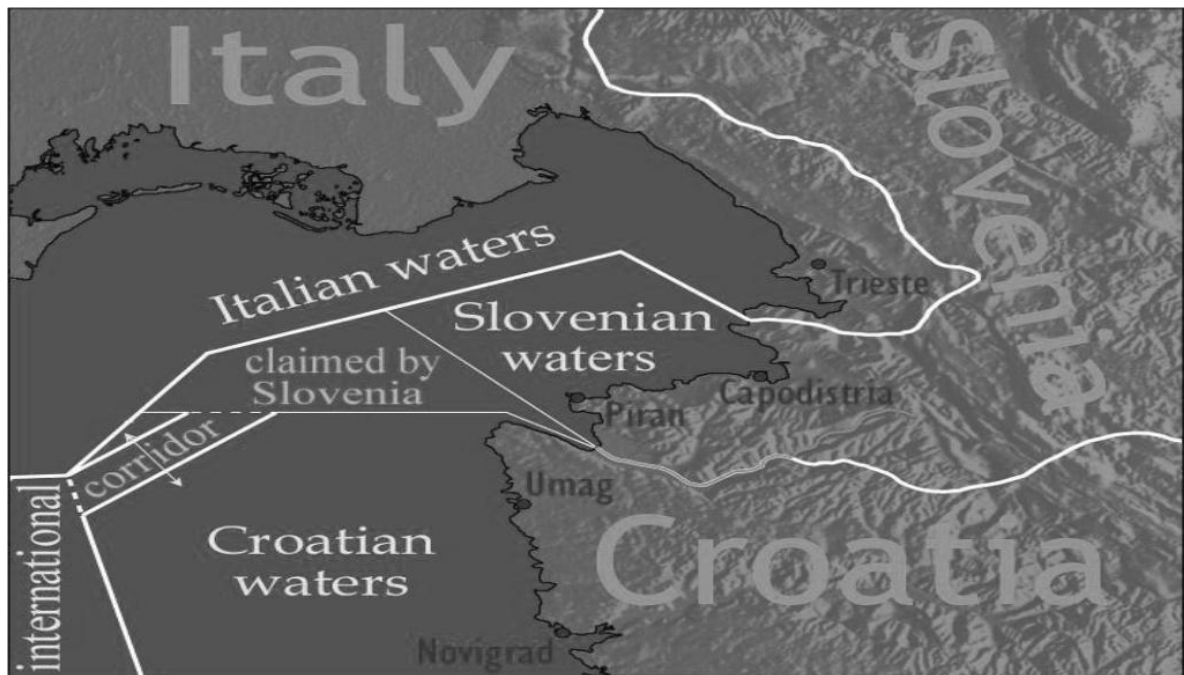 Italy
Slovenia
Italian waters
Trieste
Slovenian
waters
claimed by
Slovenia
Capodistria
Piran
corridor
Umag
international
Croatian
waters
Croatia
Novigrad